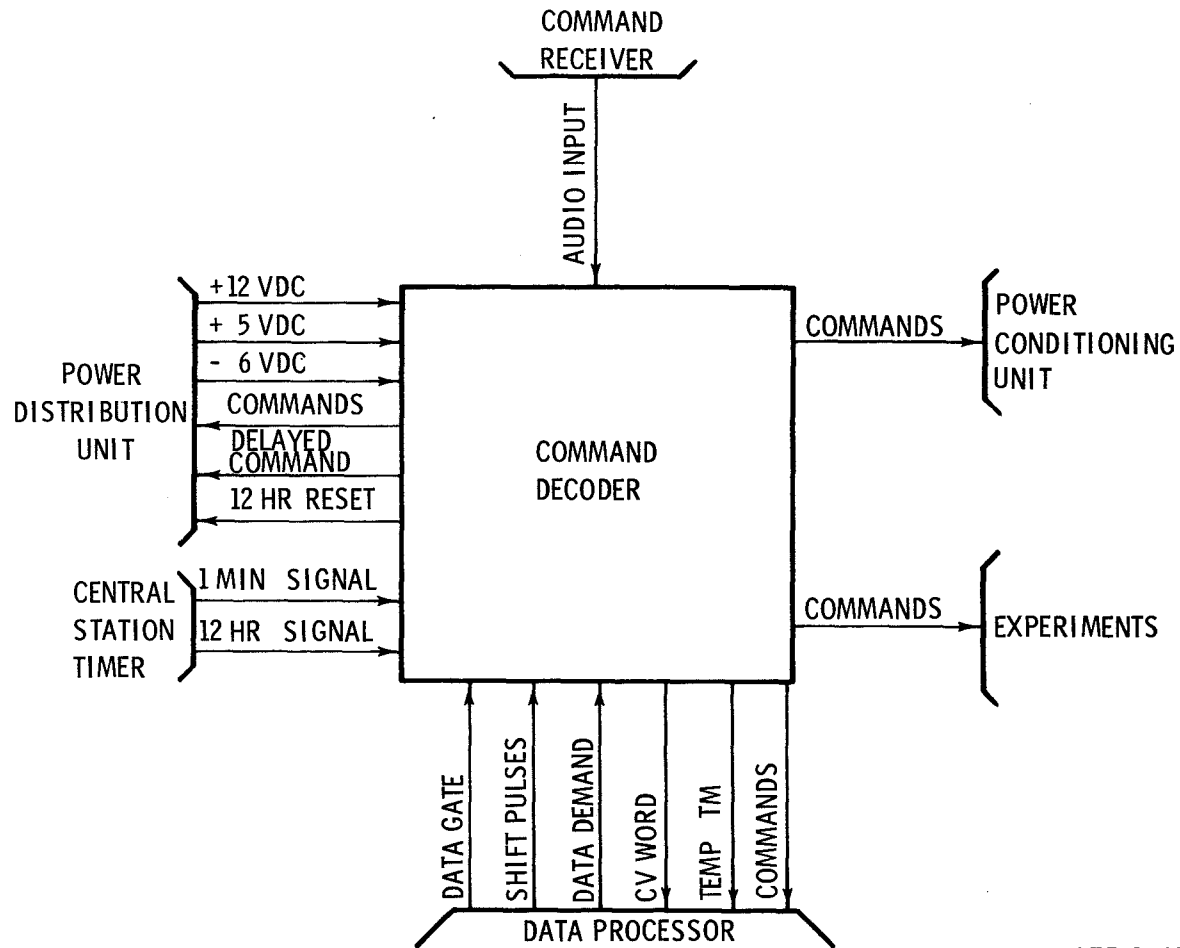 COMMAND
RECEIVER
AUDIO INPUT
+12 VDC
+ 5 VDC
- 6 VDC
COMMANDS
DELAYED
COMMAND
12 HR RESET
POWER
DISTRIBUTION
UNIT
1 MIN SIGNAL
12 HR SIGNAL
CENTRAL
STATION
TIMER
COMMAND
DECODER
COMMANDS
POWER
CONDITIONING
UNIT
COMMANDS
EXPERIMENTS
DATA GATE
SHIFT PULSES
DATA DEMAND
CV WORD
TEMP TM
COMMANDS
DATA PROCESSOR